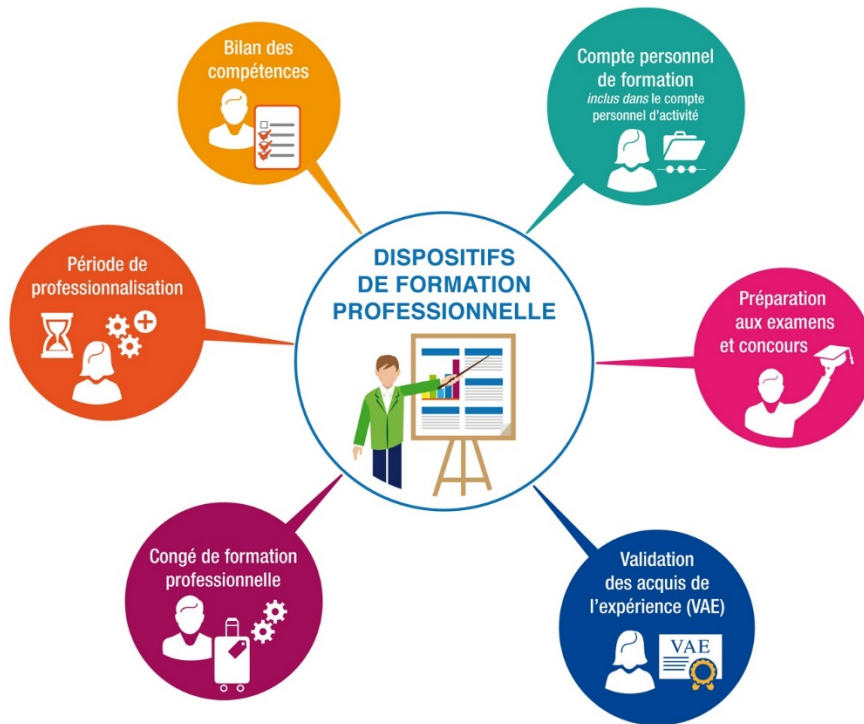 Bilan des
compétences
Compte personnel
de formation
inclus dans le compte
personnel d'activité
DISPOSITIFS
DE FORMATION
PROFESSIONNELLE
Période de
professionnalisation
Préparation
aux examens
et concours
Congé de formation
professionnelle
Validation
des acquis de
l'expérience (VAE)
VAE